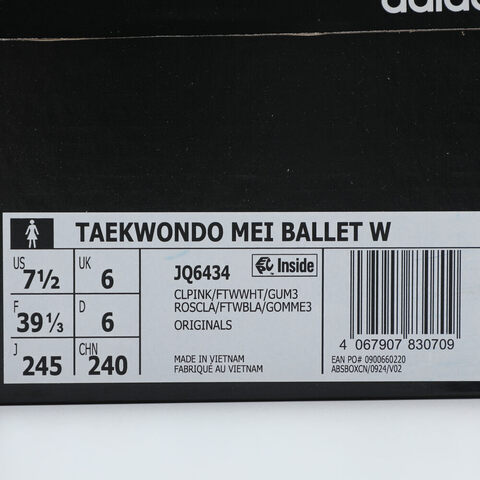 adidas
TAEKWONDO MEI BALLET W
US 7½ UK 6
F 39⅓ D 6
J 245 CHN 240
JQ6434
Inside
CLPINK/FTWWHT/GUM3
ROSCLA/FTWBLA/GOMME3
ORIGINALS
MADE IN VIETNAM
FABRIQUÉ AU VIETNAM
4 067907 830709
EAN PO# 0900660220
ABSBOXCN/0924/V02